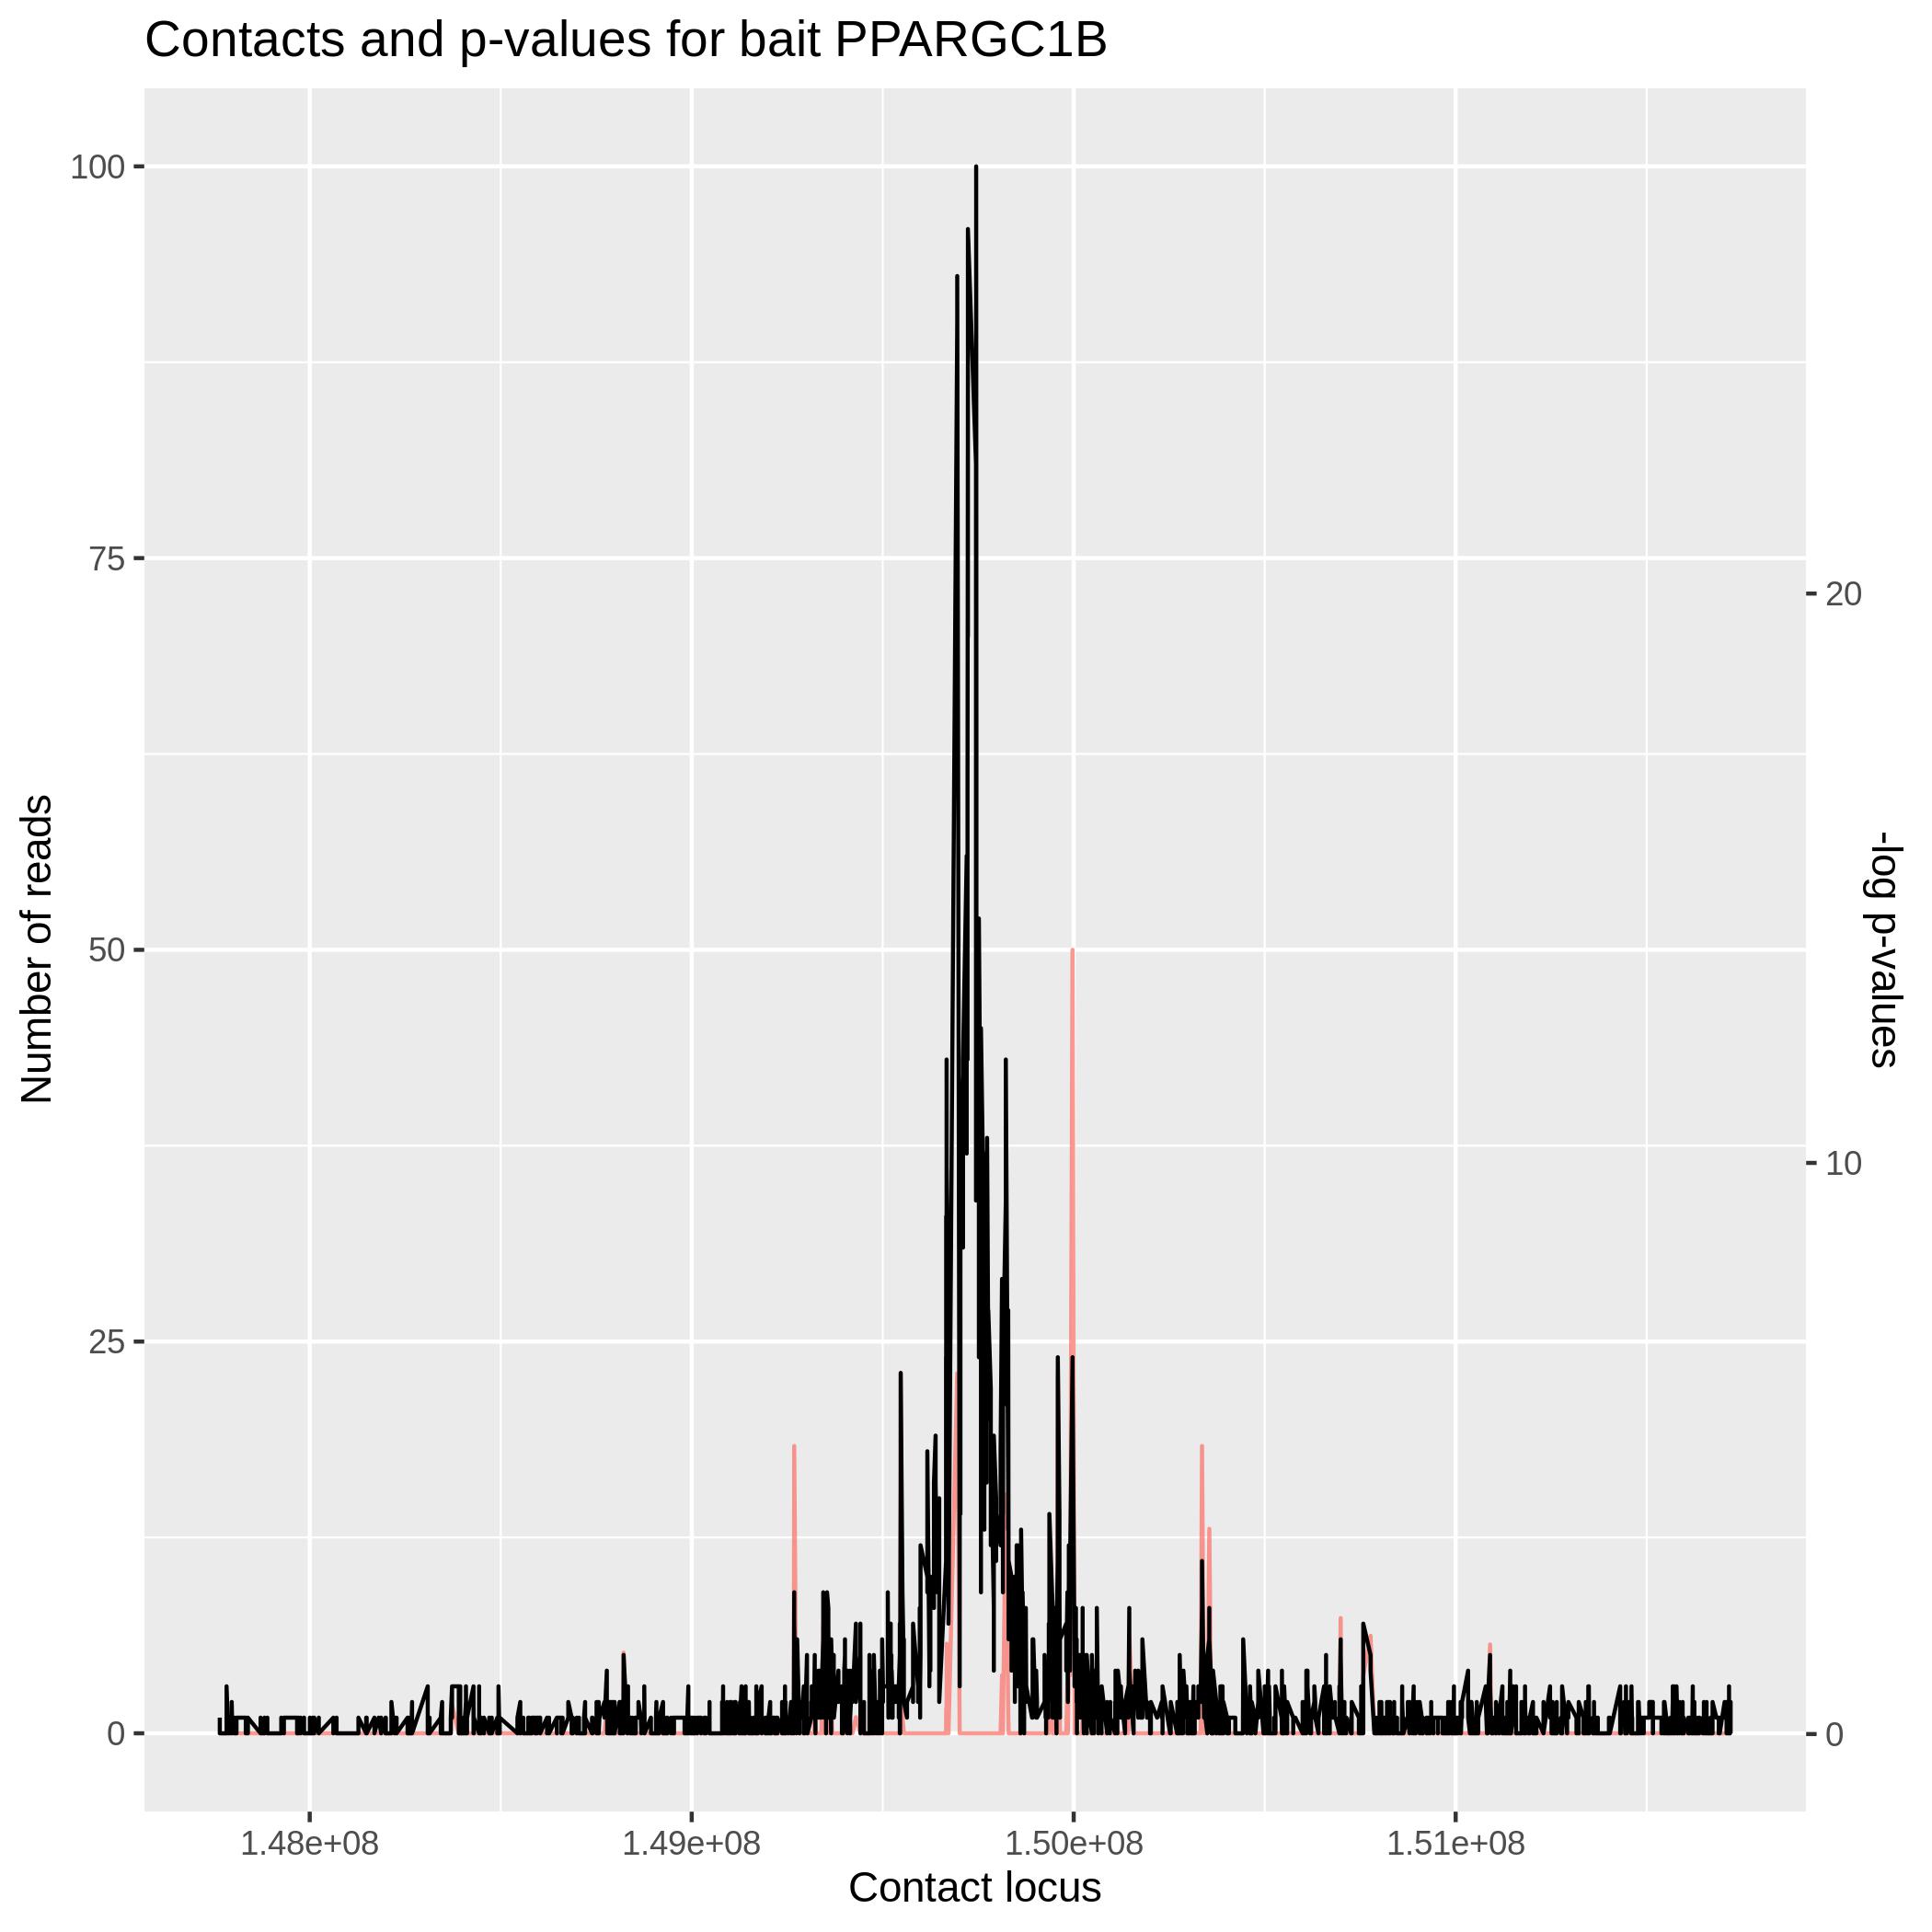 Contacts and p-values for bait PPARGC1B
100
75
50
25
0
Number of reads
20
10
0
-log p-values
1.48e+08
1.49e+08
1.50e+08
1.51e+08
Contact locus